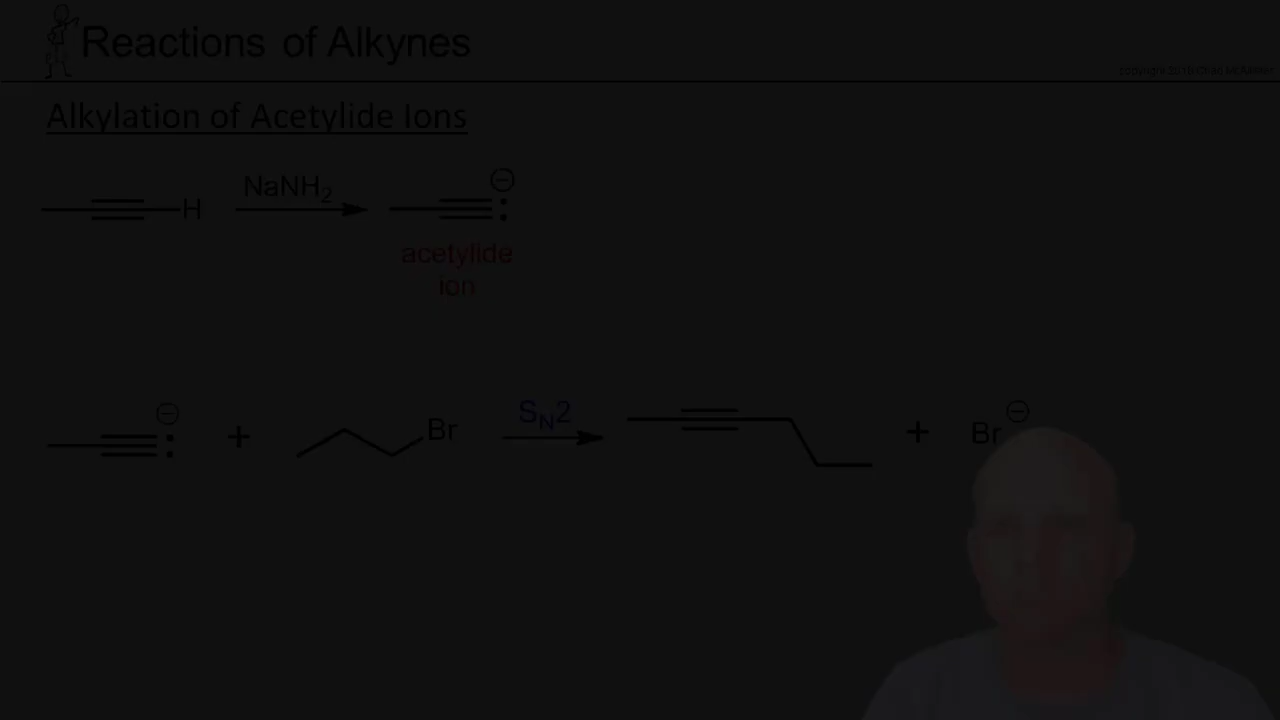 Reactions of Alkynes
Alkylation of Acetylide Ions
H
NaNH2
⊖
acetylide
ion
⊖
+
Br
SN2
+
Br
⊖